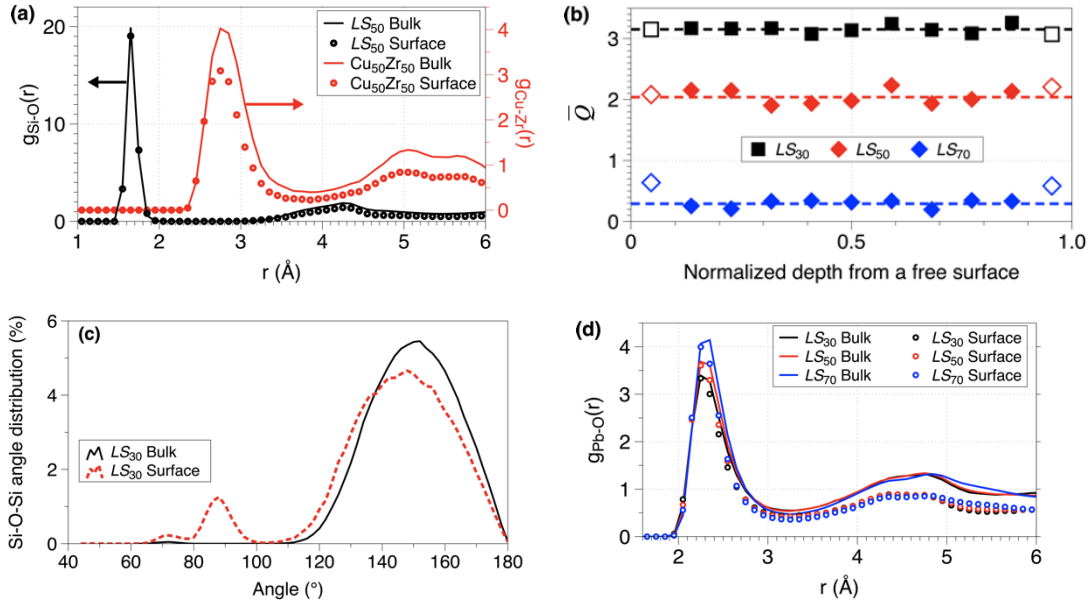 (a)
LS50 Bulk
LS50 Surface
Cu50Zr50 Bulk
Cu50Zr50 Surface
gSi-O(r)
20
15
10
5
0
gCu-Zr(r)
4
3
2
1
0
1 2 3 4 5 6
r (Å)
(b)
Q̅
3
2
1
0
LS30 LS50 LS70
0 0.5 1.0
Normalized depth from a free surface
(c)
Si-O-Si angle distribution (%)
6
4
2
0
LS30 Bulk
LS30 Surface
40 60 80 100 120 140 160 180
Angle (°)
(d)
LS30 Bulk LS30 Surface
LS50 Bulk LS50 Surface
LS70 Bulk LS70 Surface
gPb-O(r)
4
3
2
1
0
2 3 4 5 6
r (Å)